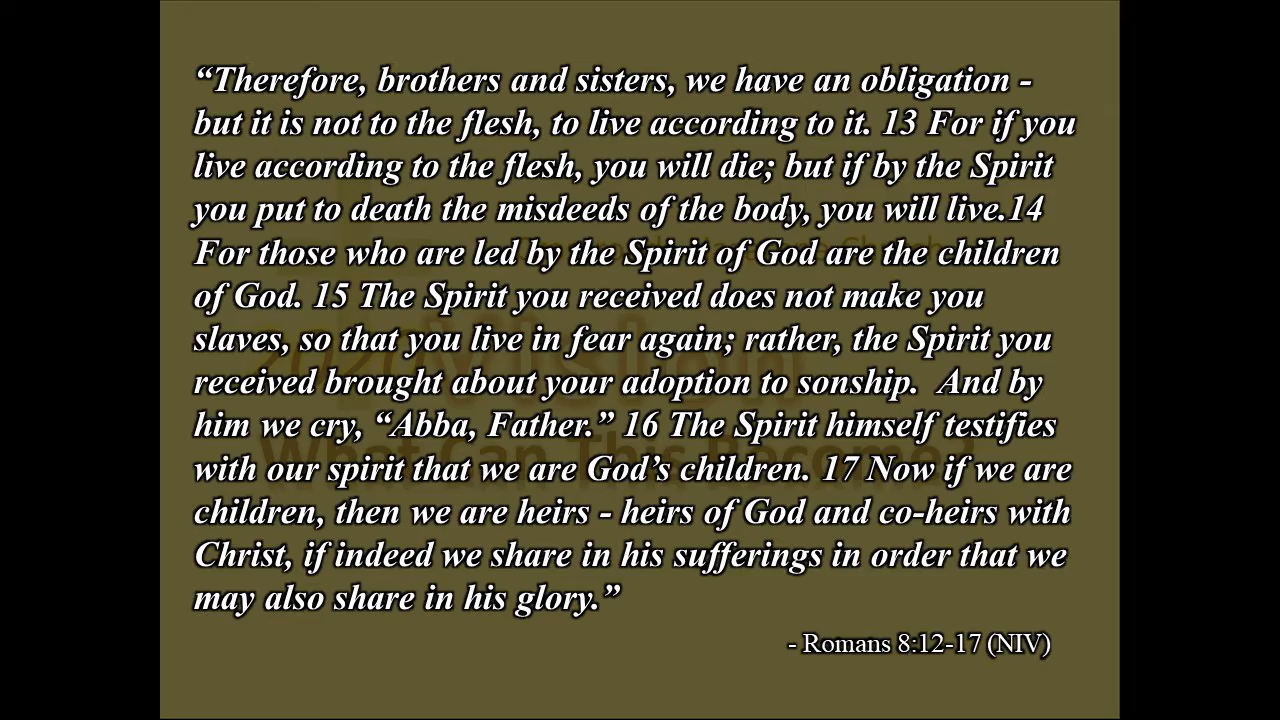 “Therefore, brothers and sisters, we have an obligation -
but it is not to the flesh, to live according to it. 13 For if you
live according to the flesh, you will die; but if by the Spirit
you put to death the misdeeds of the body, you will live.14
For those who are led by the Spirit of God are the children
of God. 15 The Spirit you received does not make you
slaves, so that you live in fear again; rather, the Spirit you
received brought about your adoption to sonship.  And by
him we cry, “Abba, Father.” 16 The Spirit himself testifies
with our spirit that we are God’s children. 17 Now if we are
children, then we are heirs - heirs of God and co-heirs with
Christ, if indeed we share in his sufferings in order that we
may also share in his glory.”
- Romans 8:12-17 (NIV)